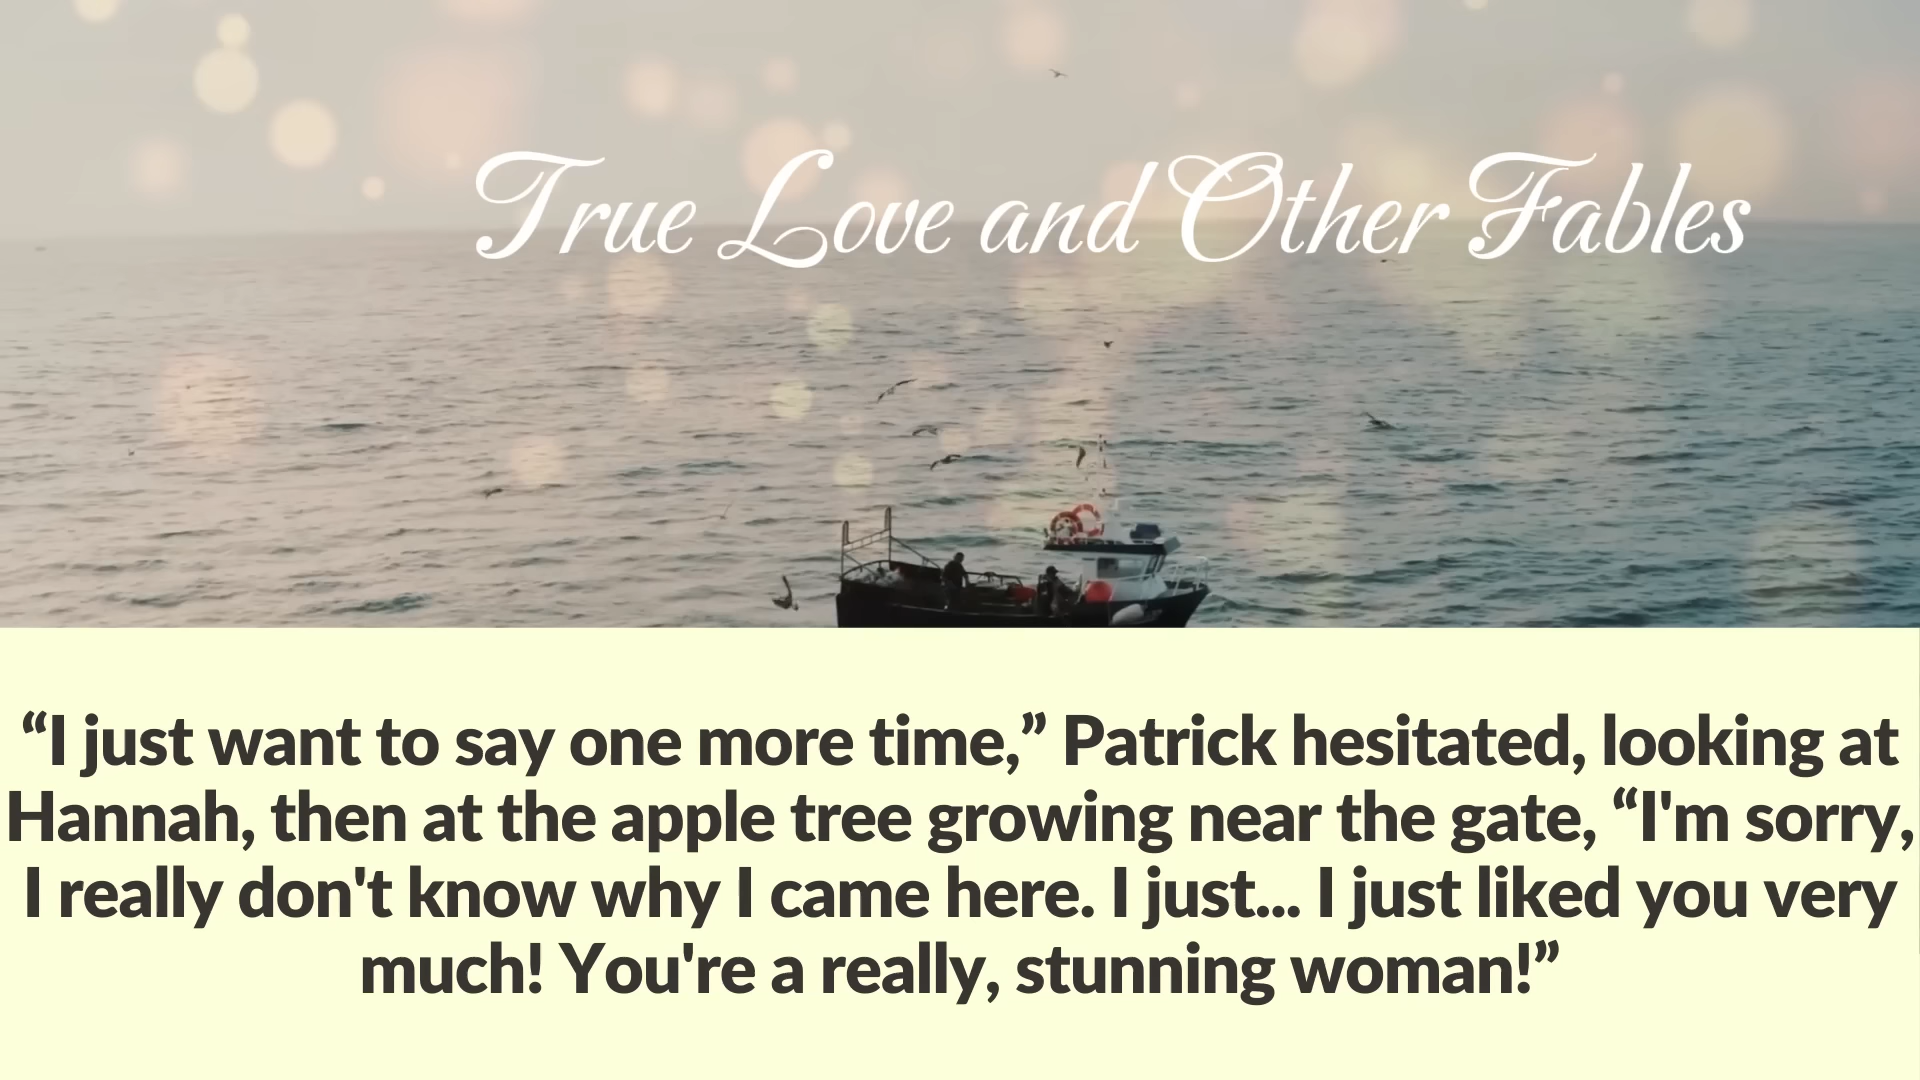 True Love and Other Fables
“I just want to say one more time,” Patrick hesitated, looking at
Hannah, then at the apple tree growing near the gate, “I'm sorry,
I really don't know why I came here. I just... I just liked you very
much! You're a really, stunning woman!”